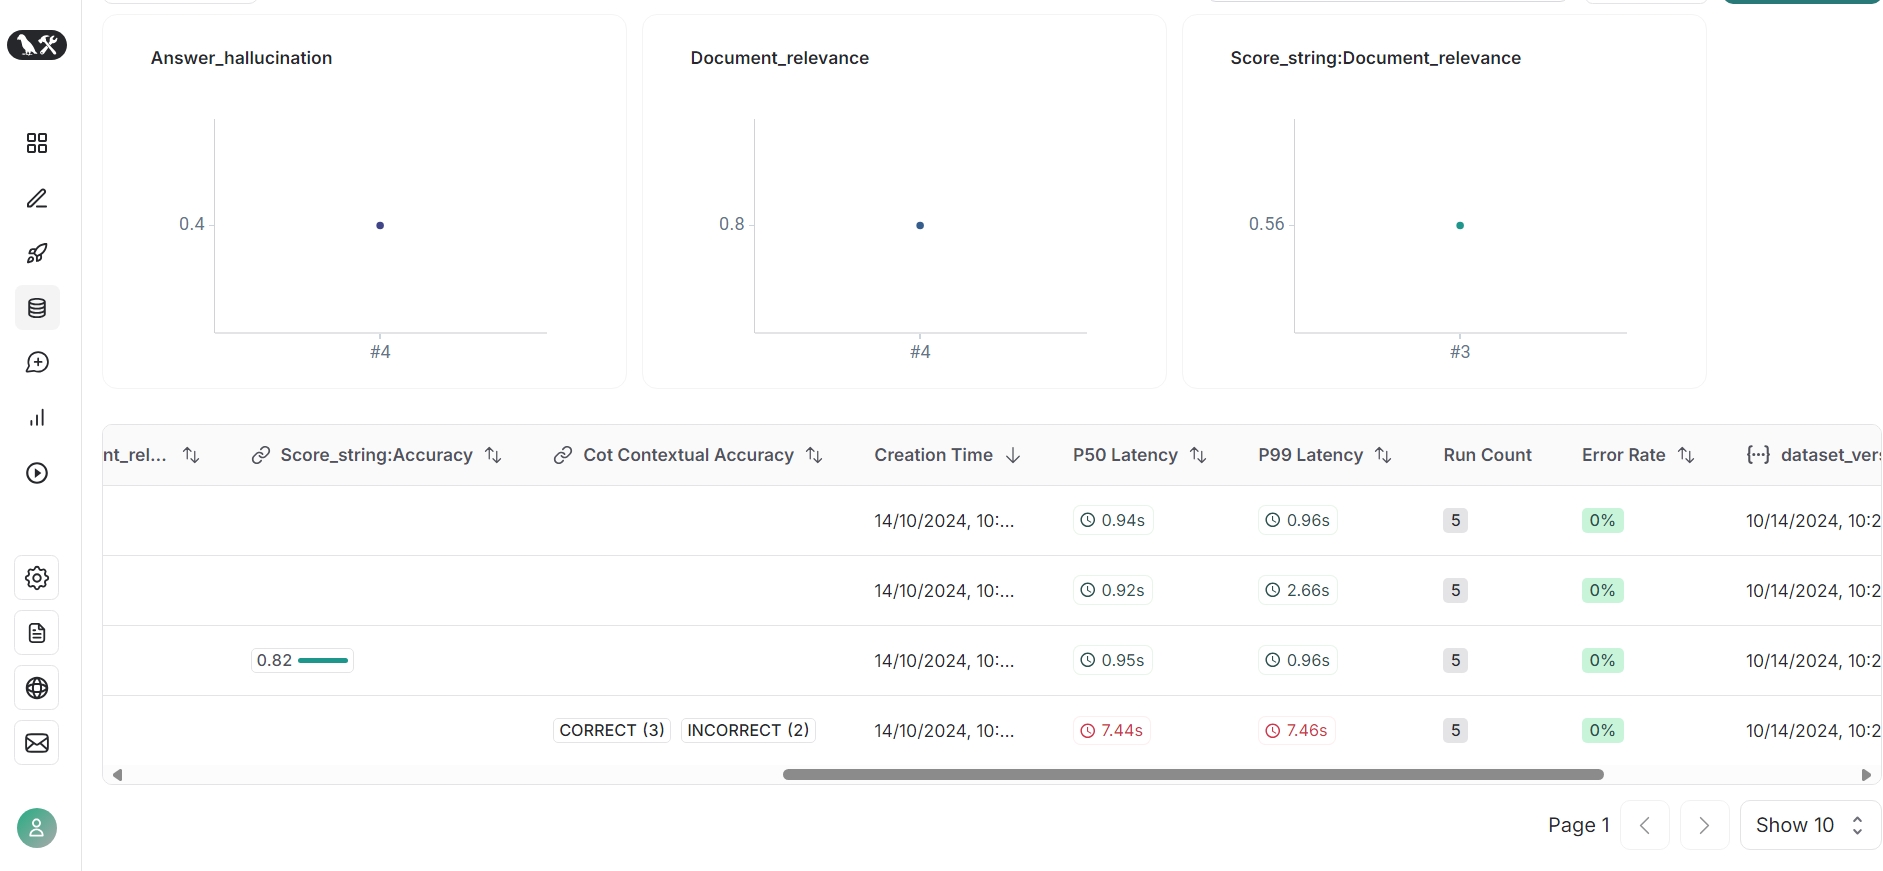 Answer_hallucination
0.4
#4
Document_relevance
0.8
#4
Score_string:Document_relevance
0.56
#3
nt_rel... Score_string:Accuracy Cot Contextual Accuracy Creation Time P50 Latency P99 Latency Run Count Error Rate dataset_vers
14/10/2024, 10:... 0.94s 0.96s 5 0% 10/14/2024, 10:2
14/10/2024, 10:... 0.92s 2.66s 5 0% 10/14/2024, 10:2
0.82 14/10/2024, 10:... 0.95s 0.96s 5 0% 10/14/2024, 10:2
CORRECT (3) INCORRECT (2) 14/10/2024, 10:... 7.44s 7.46s 5 0% 10/14/2024, 10:2
Page 1 Show 10